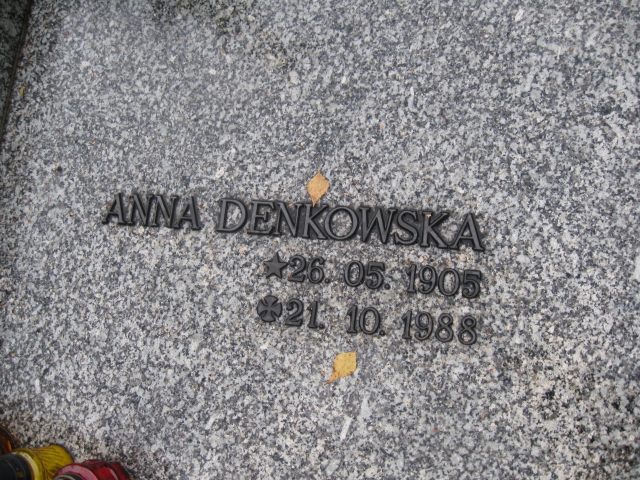 ANNA DENKOWSKA
★26. 05. 1905
✠21. 10. 1988